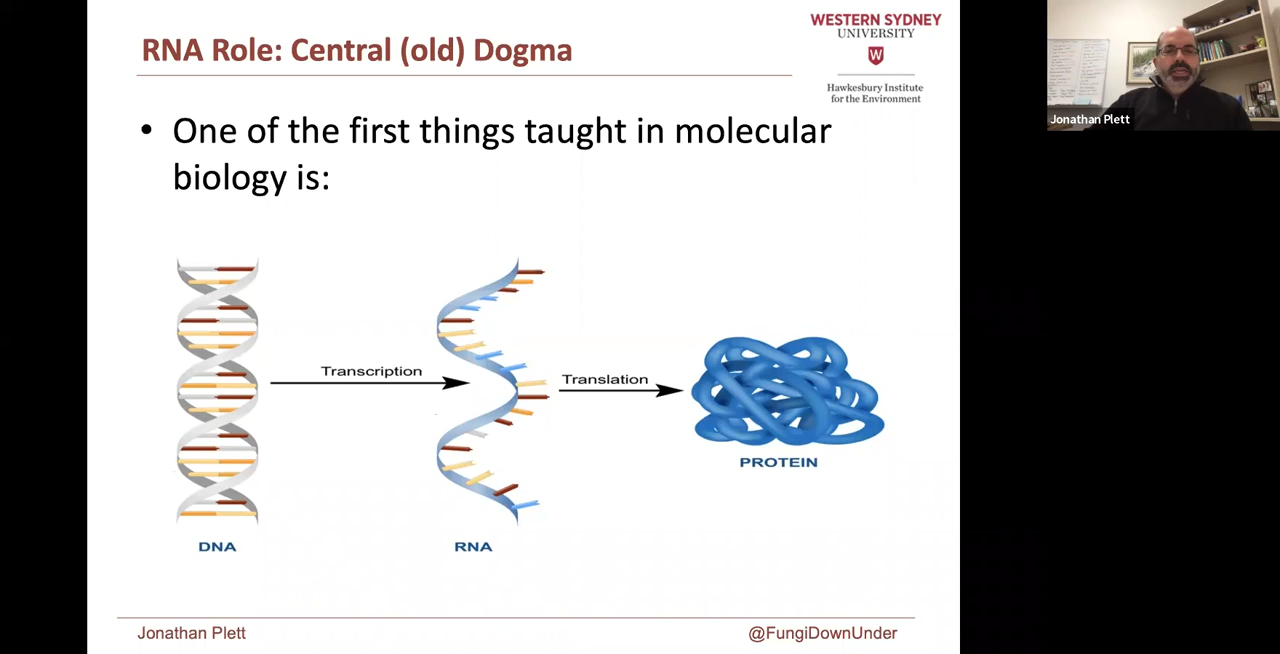 RNA Role: Central (old) Dogma
WESTERN SYDNEY
UNIVERSITY
W
Hawkesbury Institute
for the Environment
• One of the first things taught in molecular
biology is:
Transcription
Translation
PROTEIN
DNA
RNA
Jonathan Plett
@FungiDownUnder
Jonathan Plett